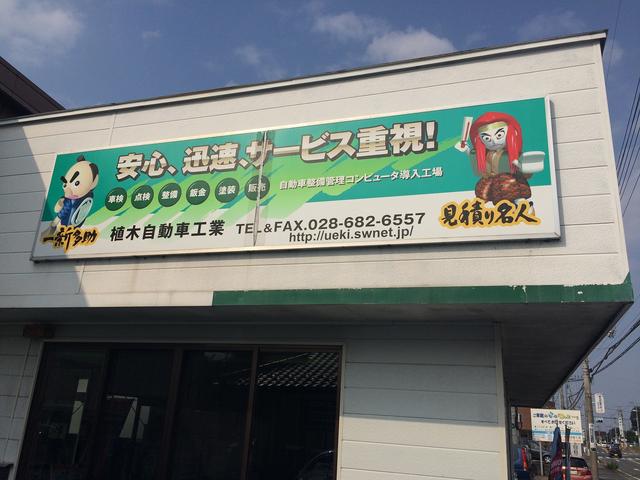 安心、迅速、サービス重視!
車検 点検 整備 鈑金 塗装 販売
自動車整備管理コンピュータ導入工場
一新多助
植木自動車工業
TEL&FAX.028-682-6557
http://ueki.swnet.jp/
見積り名人